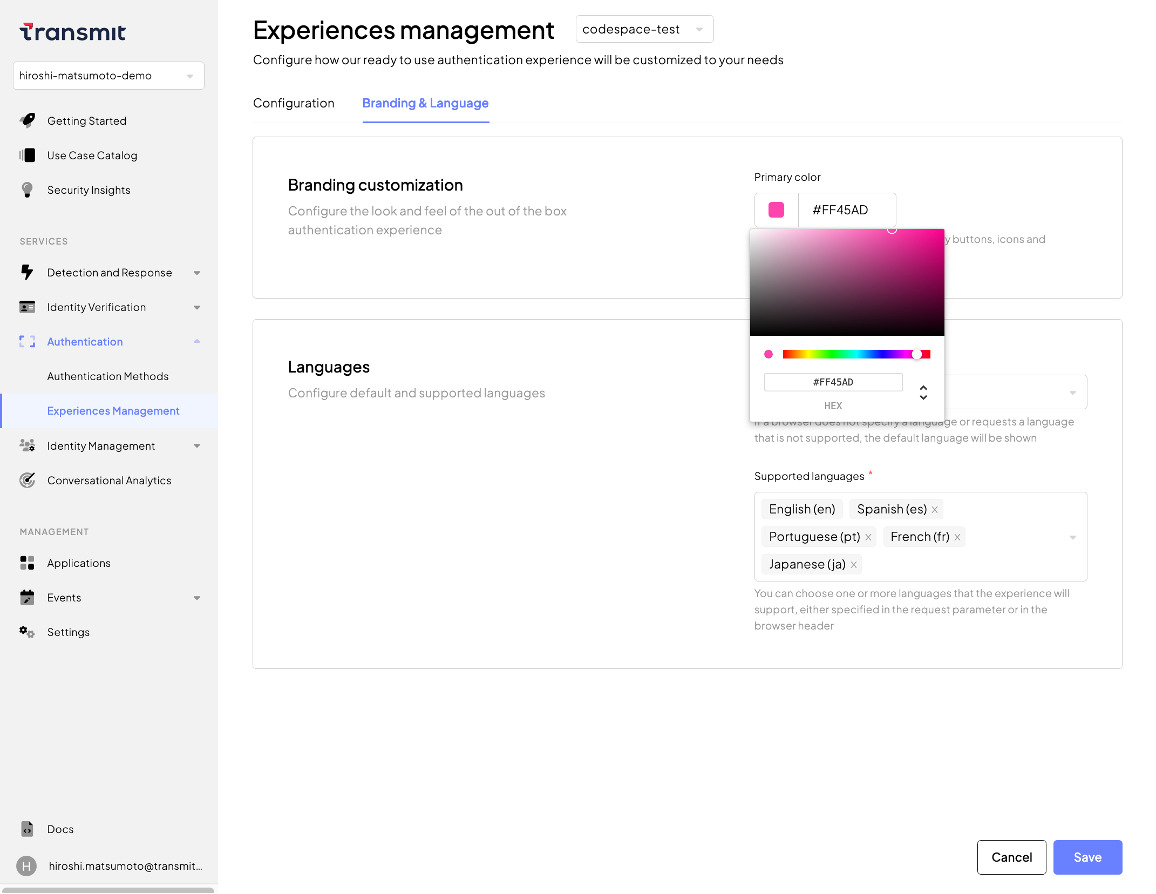 Transmit
hiroshi-matsumoto-demo
Getting Started
Use Case Catalog
Security Insights
SERVICES
Detection and Response
Identity Verification
Authentication
Authentication Methods
Experiences Management
Identity Management
Conversational Analytics
MANAGEMENT
Applications
Events
Settings
Docs
H
hiroshi.matsumoto@transmit...
Experiences management
codespace-test
Configure how our ready to use authentication experience will be customized to your needs
Configuration
Branding & Language
Branding customization
Configure the look and feel of the out of the box
authentication experience
Primary color
#FF45AD
y buttons, icons and
#FF45AD
HEX
Languages
Configure default and supported languages
If a browser does not specify a language or requests a language
that is not supported, the default language will be shown
Supported languages *
English (en) Spanish (es) ×
Portuguese (pt) × French (fr) ×
Japanese (ja) ×
You can choose one or more languages that the experience will
support, either specified in the request parameter or in the
browser header
Cancel
Save